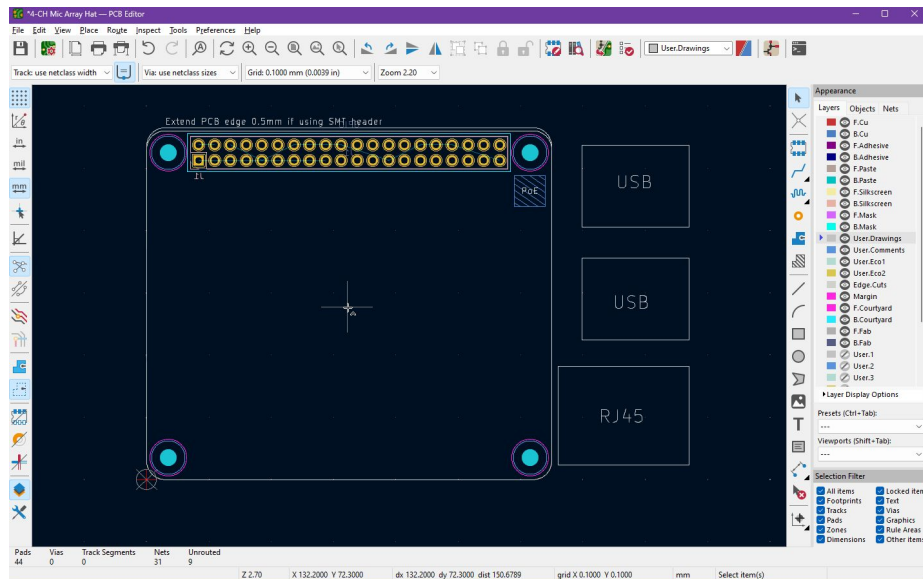 *4-CH Mic Array Hat — PCB Editor
File Edit View Place Route Inspect Tools Preferences Help
User.Drawings
Track: use netclass width Via: use netclass sizes Grid: 0.1000 mm (0.0039 in) Zoom 2.20
in
mil
mm
Extend PCB edge 0.5mm if using SMT header
PoE
USB
USB
RJ45
Appearance
Layers Objects Nets
F.Cu
B.Cu
F.Adhesive
B.Adhesive
F.Paste
B.Paste
F.Silkscreen
B.Silkscreen
F.Mask
B.Mask
User.Drawings
User.Comments
User.Eco1
User.Eco2
Edge.Cuts
Margin
F.Courtyard
B.Courtyard
F.Fab
B.Fab
User.1
User.2
User.3
Layer Display Options
Presets (Ctrl+Tab):
---
Viewports (Shift+Tab):
---
Selection Filter
All items Locked item
Footprints Text
Tracks Vias
Pads Graphics
Zones Rule Areas
Dimensions Other items
Pads Vias Track Segments Nets Unrouted
44 0 0 31 9
Z 2.70 X 132.2000 Y 72.3000 dx 132.2000 dy 72.3000 dist 150.6789 grid X 0.1000 Y 0.1000 mm Select item(s)